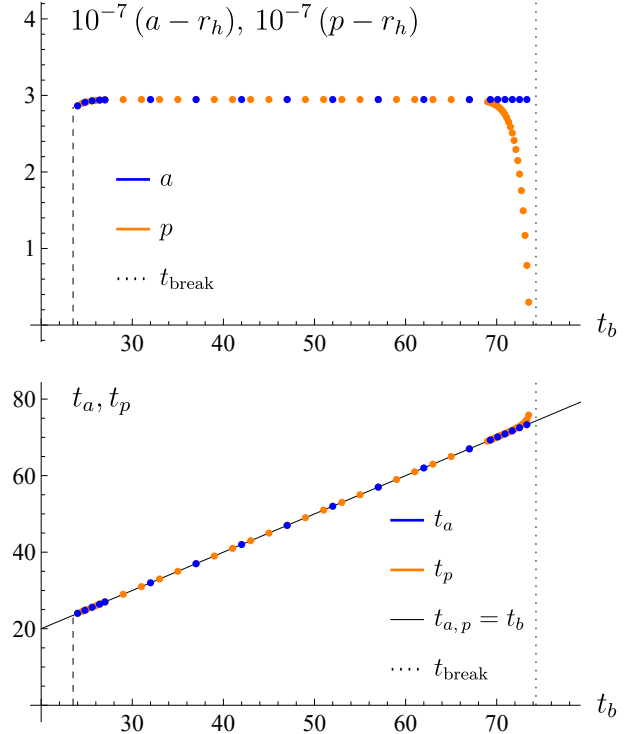 10⁻⁷ (a − r_h), 10⁻⁷ (p − r_h)
4
3
2
1
a
p
t_break
30 40 50 60 70 t_b
t_a, t_p
80
60
40
20
t_a
t_p
t_{a, p} = t_b
t_break
30 40 50 60 70 t_b